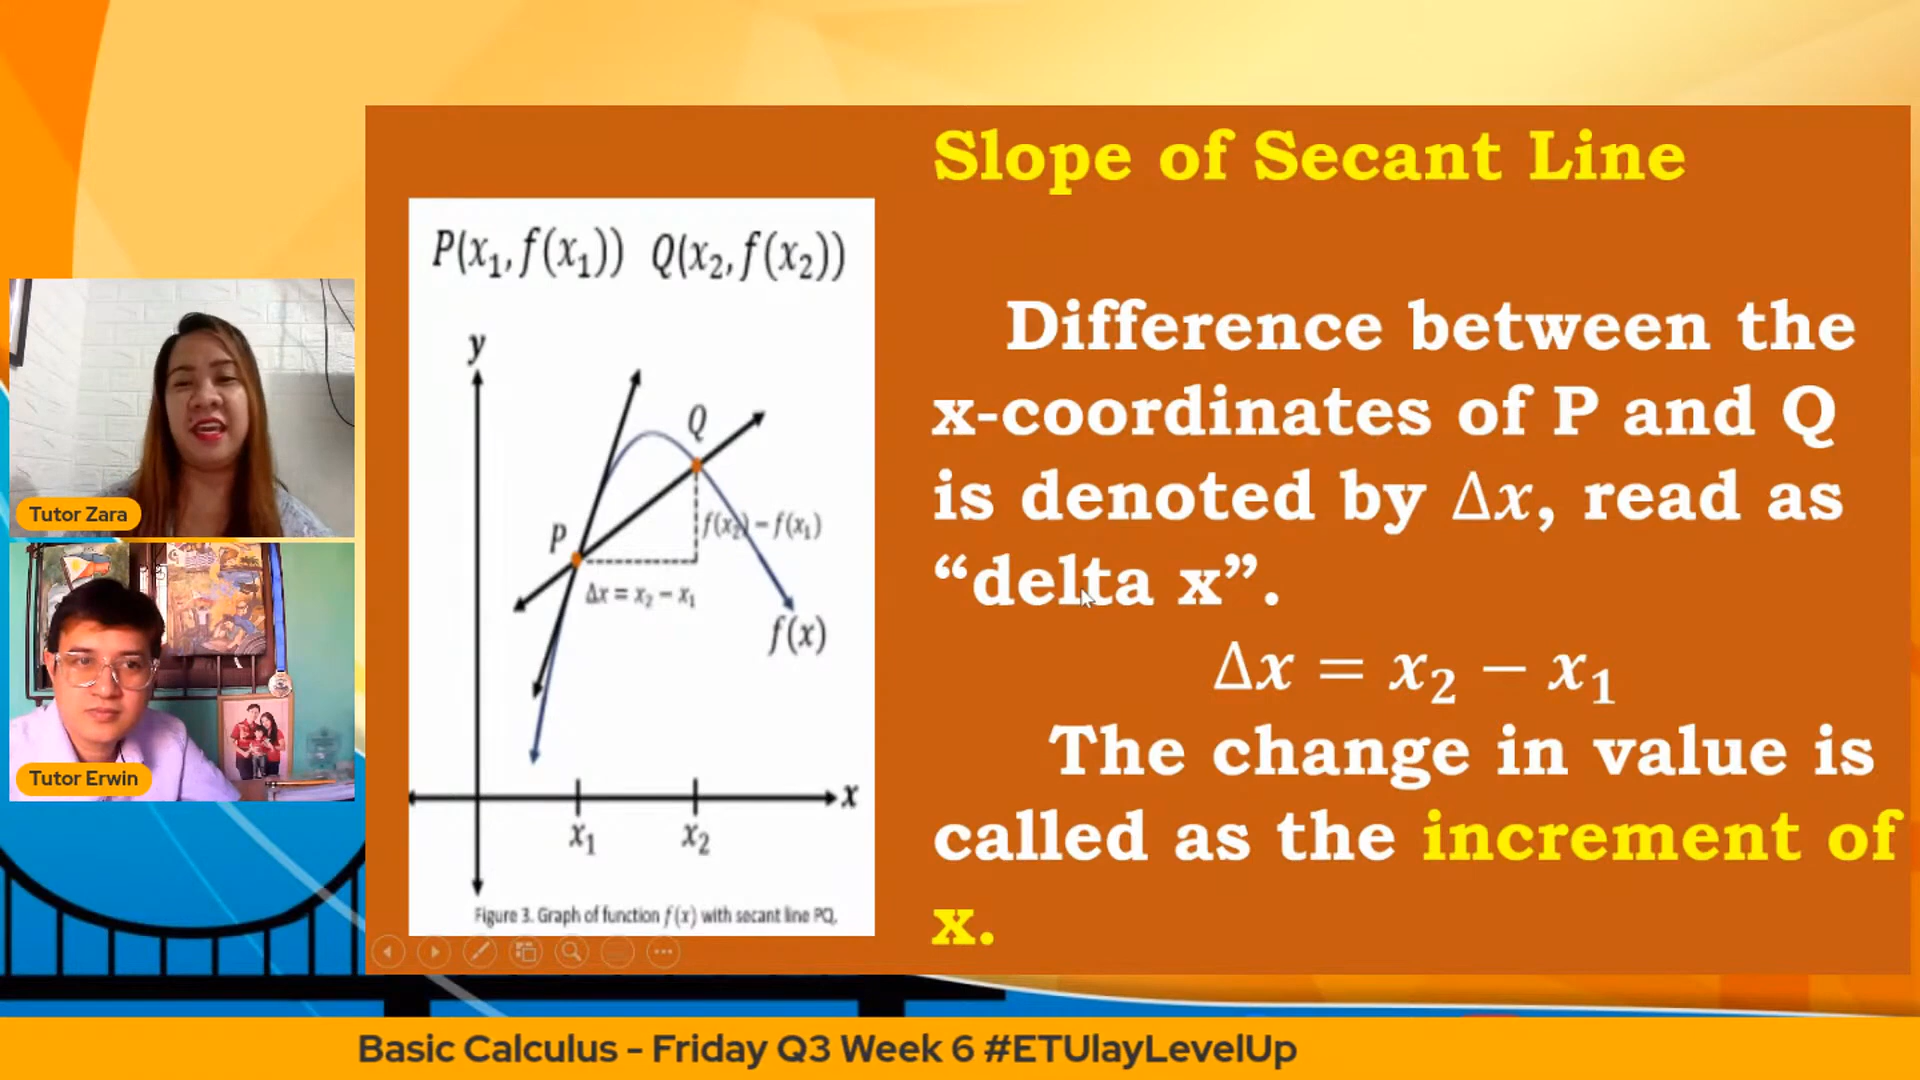 Slope of Secant Line
P(x₁, f(x₁)) Q(x₂, f(x₂))
y
Q
P
f(x₂) − f(x₁)
Δx = x₂ − x₁
f(x)
x
x₁ x₂
Figure 3. Graph of function f(x) with secant line PQ.
Difference between the
x-coordinates of P and Q
is denoted by Δx, read as
“delta x”.
Δx = x₂ − x₁
The change in value is
called as the increment of
x.
Tutor Zara
Tutor Erwin
Basic Calculus - Friday Q3 Week 6 #ETUlayLevelUp